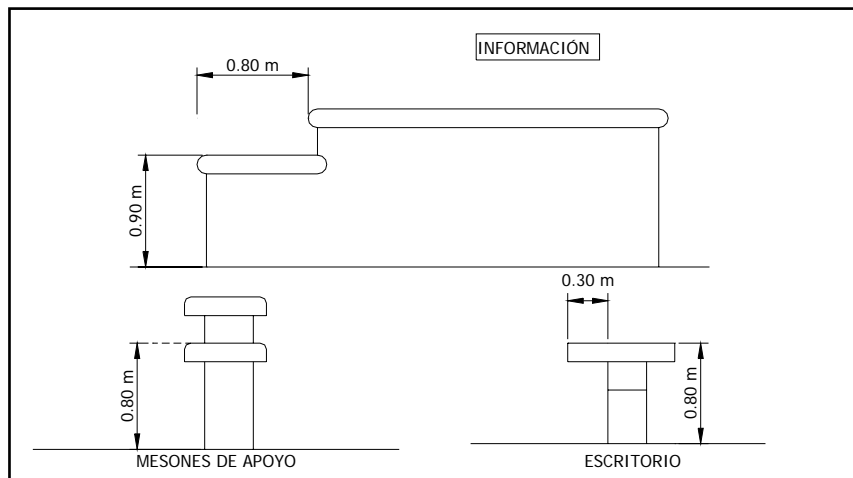 INFORMACIÓN
0.80 m
0.90 m
0.30 m
0.80 m
0.80 m
MESONES DE APOYO
ESCRITORIO